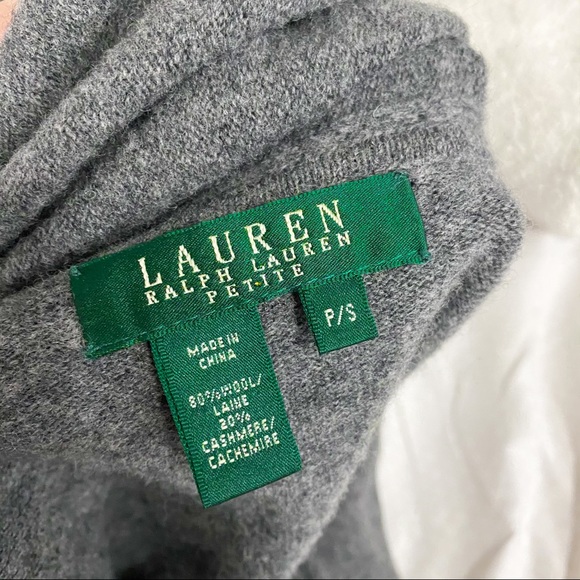 LAUREN
RALPH LAUREN
PETITE
P/S
MADE IN
CHINA
80%WOOL/
LAINE
20%
CASHMERE/
CACHEMIRE